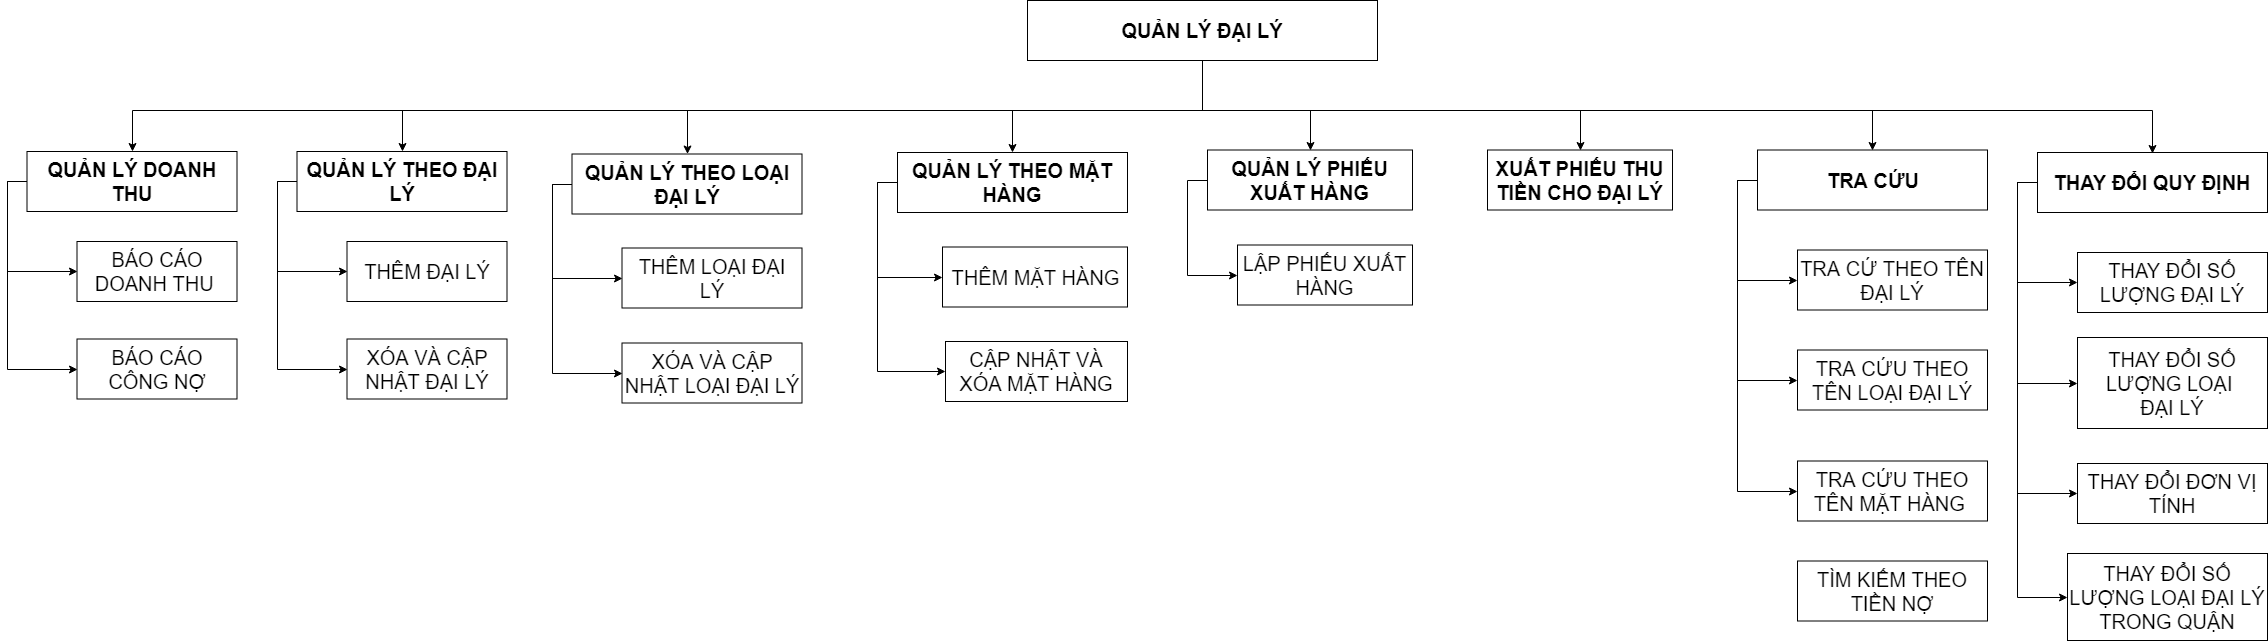 QUẢN LÝ ĐẠI LÝ
QUẢN LÝ DOANH
THU
BÁO CÁO
DOANH THU
BÁO CÁO
CÔNG NỢ
QUẢN LÝ THEO ĐẠI
LÝ
THÊM ĐẠI LÝ
XÓA VÀ CẬP
NHẬT ĐẠI LÝ
QUẢN LÝ THEO LOẠI
ĐẠI LÝ
THÊM LOẠI ĐẠI
LÝ
XÓA VÀ CẬP
NHẬT LOẠI ĐẠI LÝ
QUẢN LÝ THEO MẶT
HÀNG
THÊM MẶT HÀNG
CẬP NHẬT VÀ
XÓA MẶT HÀNG
QUẢN LÝ PHIẾU
XUẤT HÀNG
LẬP PHIẾU XUẤT
HÀNG
XUẤT PHIẾU THU
TIỀN CHO ĐẠI LÝ
TRA CỨU
TRA CỨ THEO TÊN
ĐẠI LÝ
TRA CỨU THEO
TÊN LOẠI ĐẠI LÝ
TRA CỨU THEO
TÊN MẶT HÀNG
TÌM KIẾM THEO
TIỀN NỢ
THAY ĐỔI QUY ĐỊNH
THAY ĐỔI SỐ
LƯỢNG ĐẠI LÝ
THAY ĐỔI SỐ
LƯỢNG LOẠI
ĐẠI LÝ
THAY ĐỔI ĐƠN VỊ
TÍNH
THAY ĐỔI SỐ
LƯỢNG LOẠI ĐẠI LÝ
TRONG QUẬN